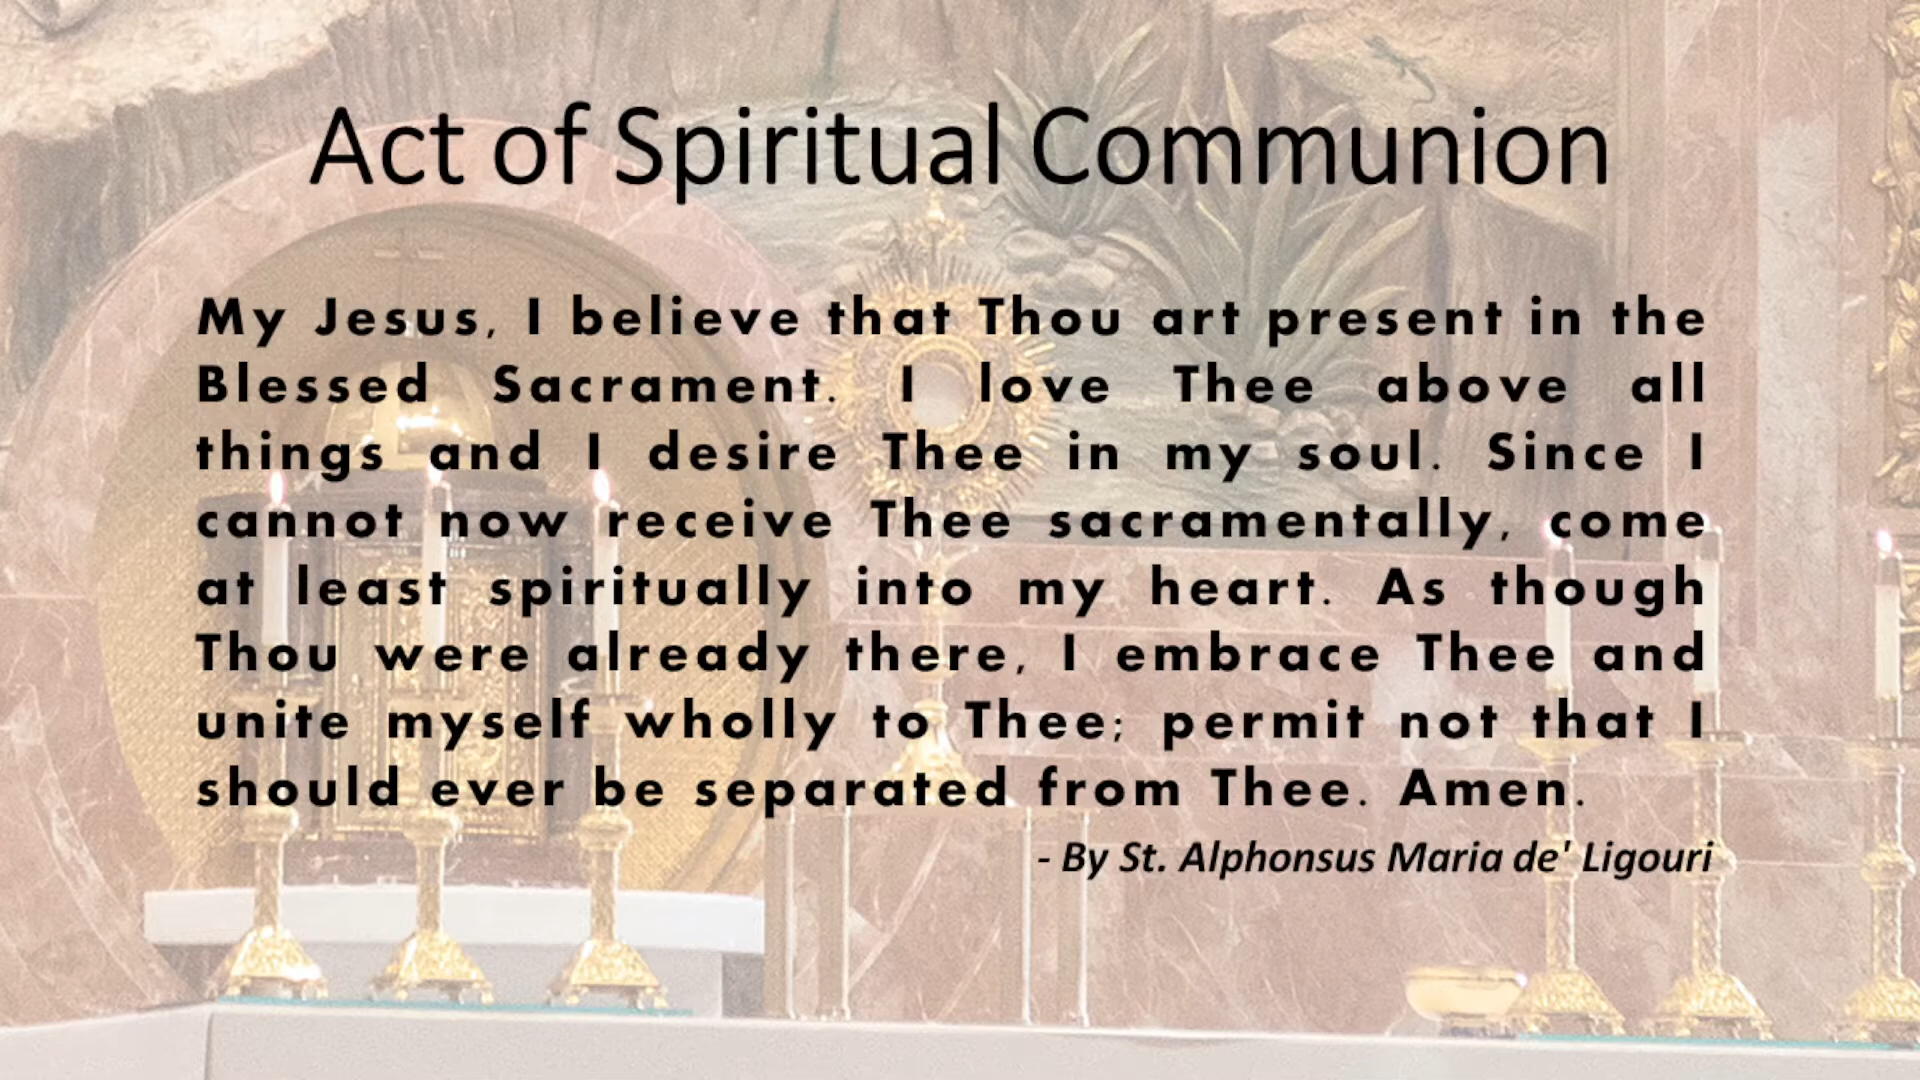 Act of Spiritual Communion
My Jesus, I believe that Thou art present in the
Blessed Sacrament. I love Thee above all
things and I desire Thee in my soul. Since I
cannot now receive Thee sacramentally, come
at least spiritually into my heart. As though
Thou were already there, I embrace Thee and
unite myself wholly to Thee; permit not that I
should ever be separated from Thee. Amen.
- By St. Alphonsus Maria de' Ligouri